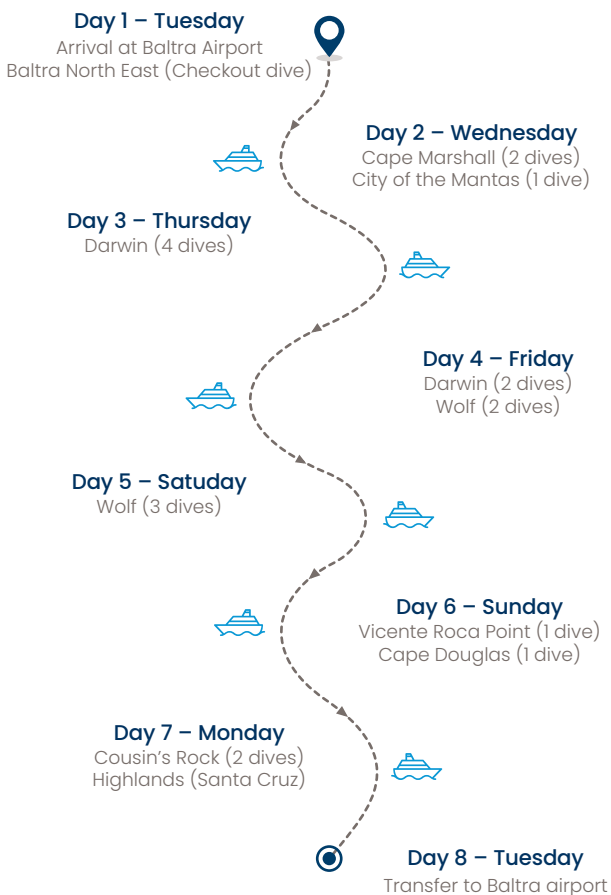 Day 1 – Tuesday
Arrival at Baltra Airport
Baltra North East (Checkout dive)
Day 2 – Wednesday
Cape Marshall (2 dives)
City of the Mantas (1 dive)
Day 3 – Thursday
Darwin (4 dives)
Day 4 – Friday
Darwin (2 dives)
Wolf (2 dives)
Day 5 – Satuday
Wolf (3 dives)
Day 6 – Sunday
Vicente Roca Point (1 dive)
Cape Douglas (1 dive)
Day 7 – Monday
Cousin's Rock (2 dives)
Highlands (Santa Cruz)
Day 8 – Tuesday
Transfer to Baltra airport